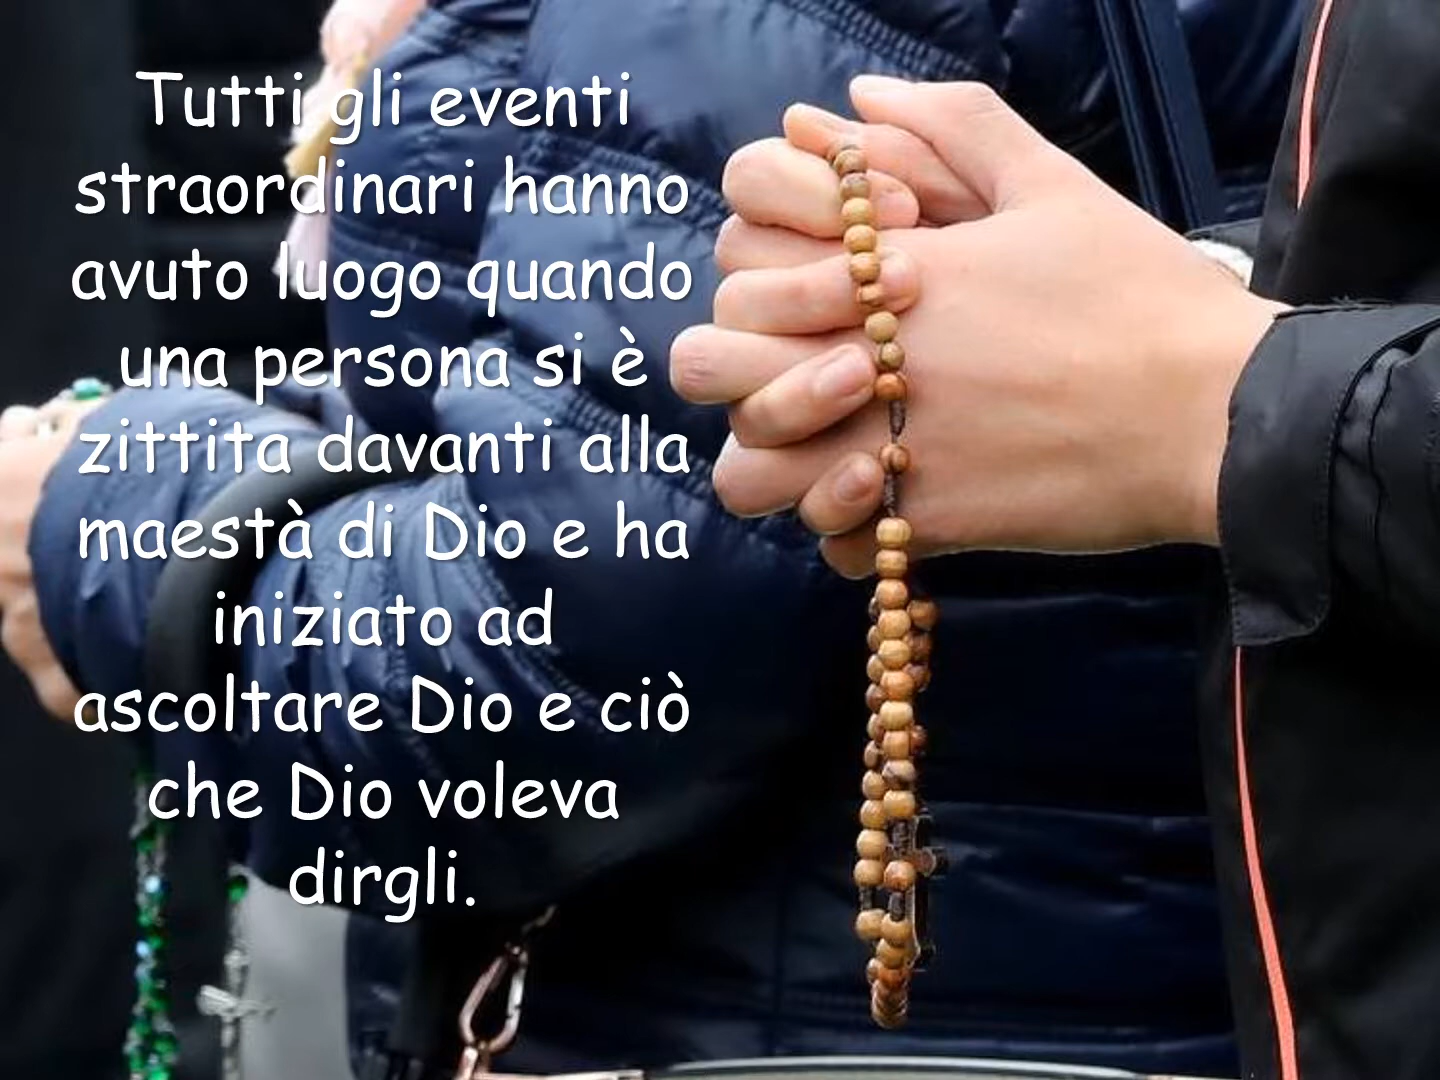 Tutti gli eventi
straordinari hanno
avuto luogo quando
una persona si è
zittita davanti alla
maestà di Dio e ha
iniziato ad
ascoltare Dio e ciò
che Dio voleva
dirgli.